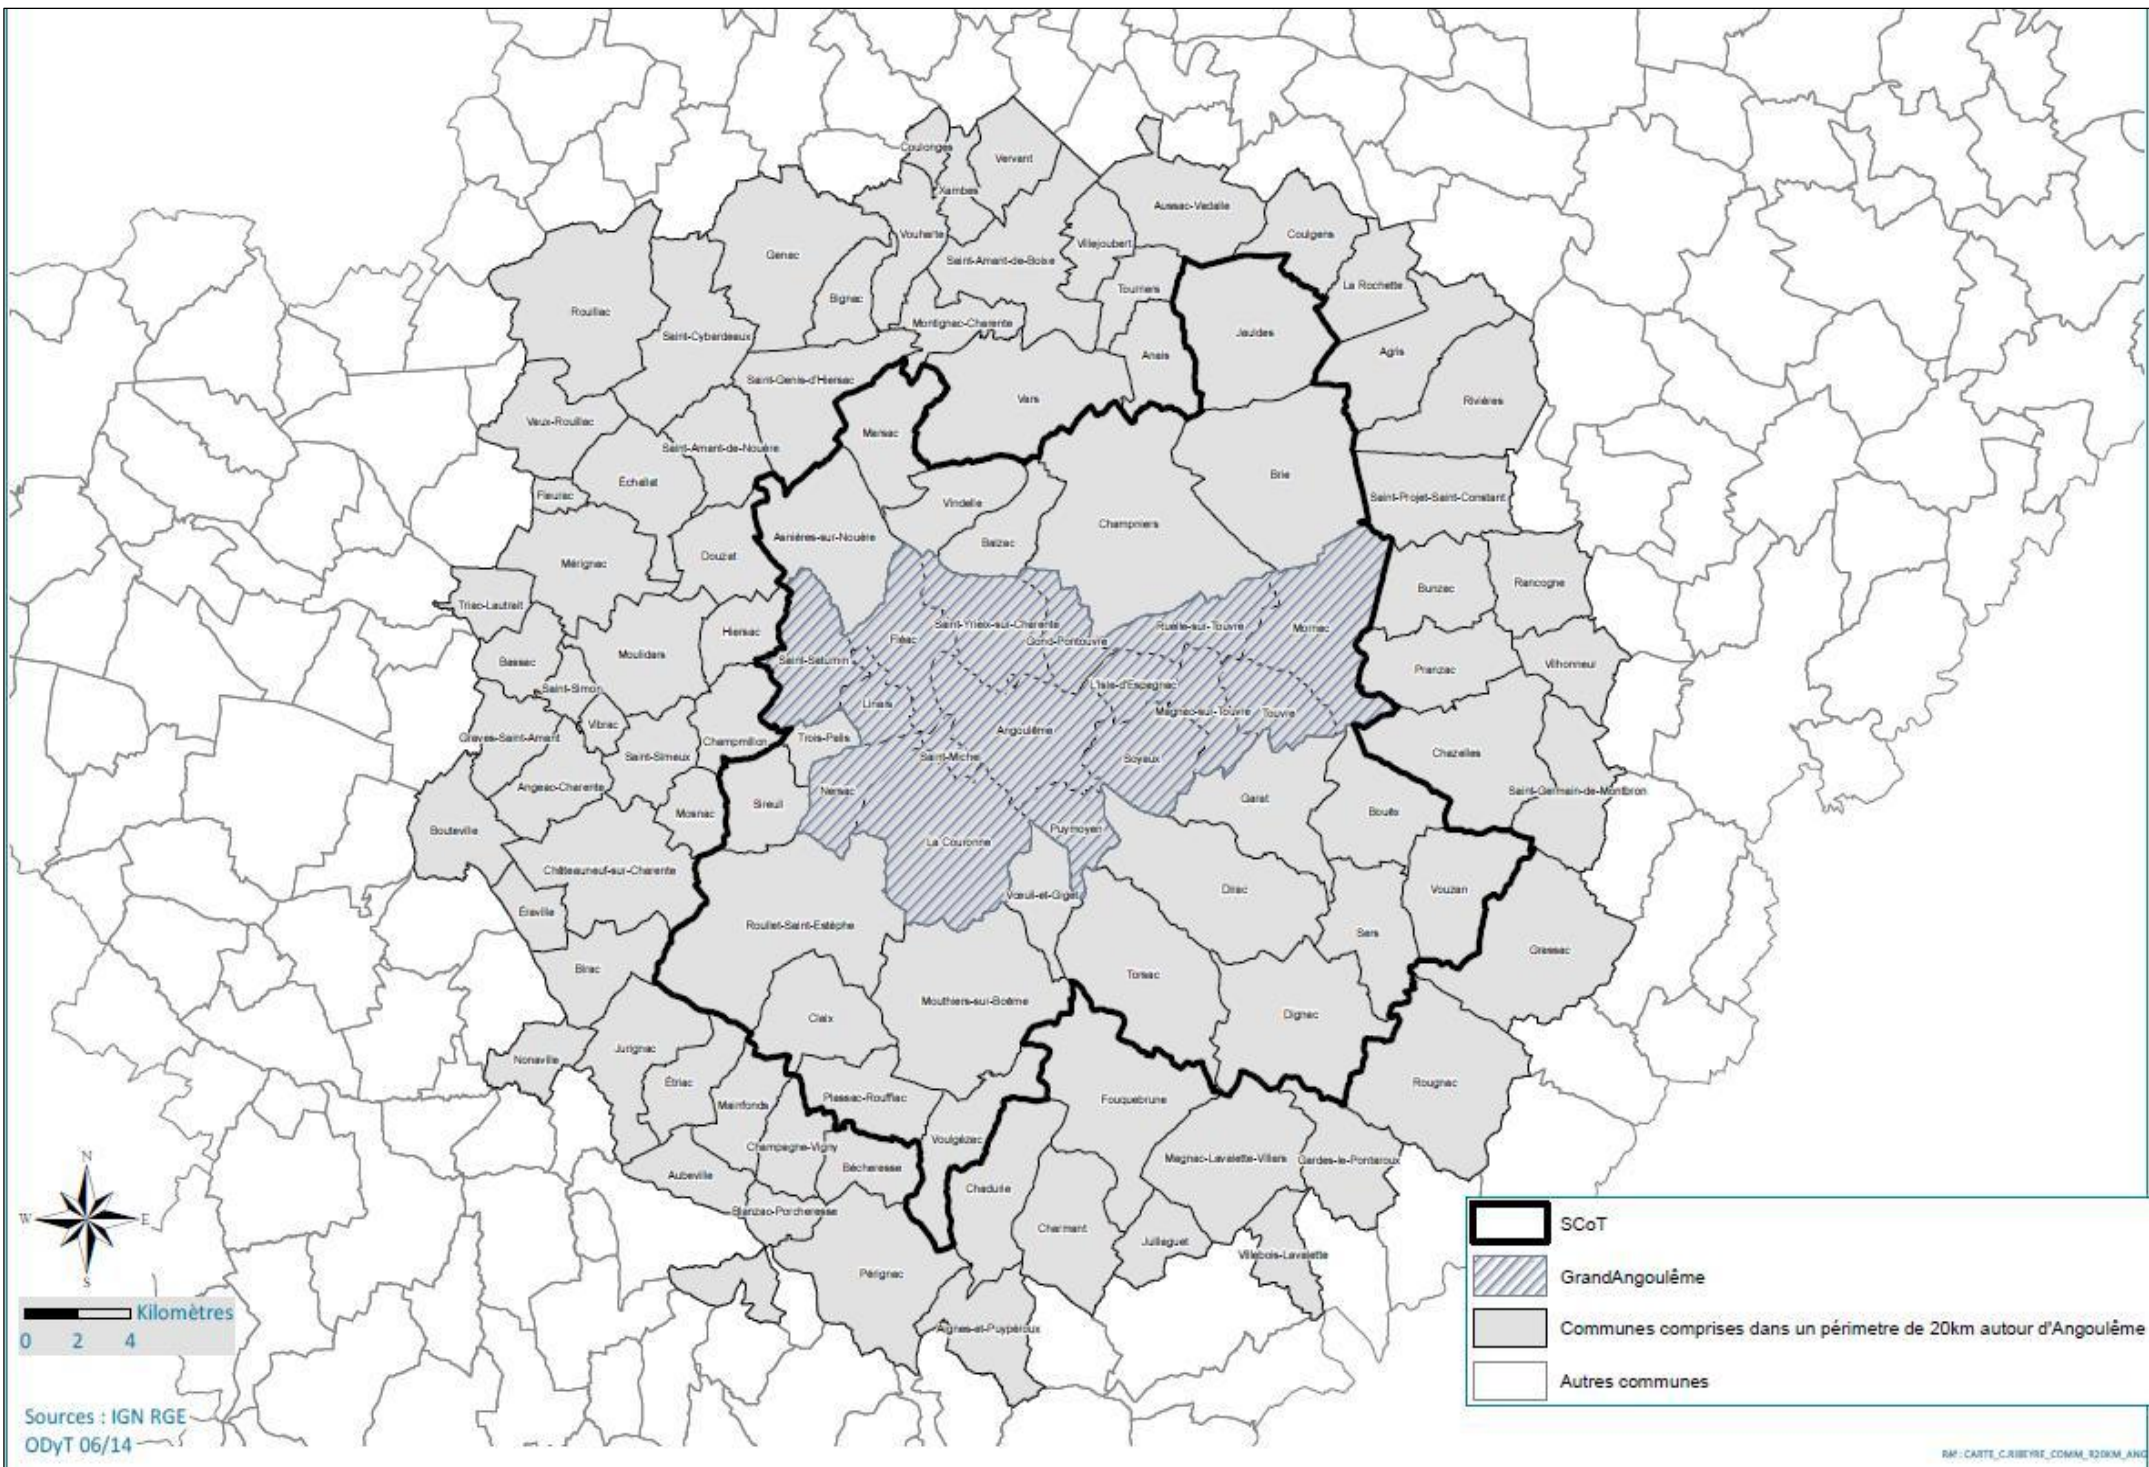 Coulonges
Vervant
Xambes
Aussac-Vadalle
Vouharte
Coulgens
Villejoubert
Genac
Saint-Amant-de-Boixe
La Rochette
Tourriers
Bignac
Rouillac
Montignac-Charente
Jauldes
Saint-Cybardeaux
Anais
Agris
Saint-Genis-d'Hiersac
Vars
Rivières
Vaux-Rouillac
Marsac
Saint-Amant-de-Nouère
Échallat
Brie
Fleurac
Vindelle
Saint-Projet-Saint-Constant
Champniers
Asnières-sur-Nouère
Balzac
Douzat
Mérignac
Rancogne
Bunzac
Triac-Lautrait
Saint-Yrieix-sur-Charente
Ruelle-sur-Touvre
Mornac
Hiersac
Fléac
Gond-Pontouvre
Moulidars
Bassac
Saint-Saturnin
Vilhonneur
Pranzac
L'Isle-d'Espagnac
Saint-Simon
Linars
Magnac-sur-Touvre
Touvre
Vibrac
Angoulême
Graves-Saint-Amant
Champmillon
Trois-Palis
Chazelles
Saint-Simeux
Saint-Miche
Soyaux
Angeac-Charente
Nersac
Saint-Germain-de-Montbron
Sireuil
Garat
Mosnac
Bouëx
Bouteville
Puymoyen
La Couronne
Châteauneuf-sur-Charente
Dirac
Vouzan
Vœuil-et-Giget
Éraville
Roullet-Saint-Estèphe
Sers
Grassac
Birac
Torsac
Mouthiers-sur-Boëme
Claix
Dignac
Jurignac
Nonaville
Étriac
Rougnac
Plassac-Rouffiac
Fouquebrune
Mainfonds
Voulgézac
Champagne-Vigny
Magnac-Lavalette-Villars
Gardes-le-Pontaroux
Bécheresse
Aubeville
Chadurie
Blanzac-Porcheresse
Charmant
Juillaguet
Villebois-Lavalette
Pérignac
Aignes-et-Puypéroux
N
W E
S
Kilomètres
0 2 4
Sources : IGN RGE
ODyT 06/14
SCoT
GrandAngoulême
Communes comprises dans un périmetre de 20km autour d'Angoulême
Autres communes
Réf : CARTE_C.RIBEYRE_COMM_R20KM_ANG